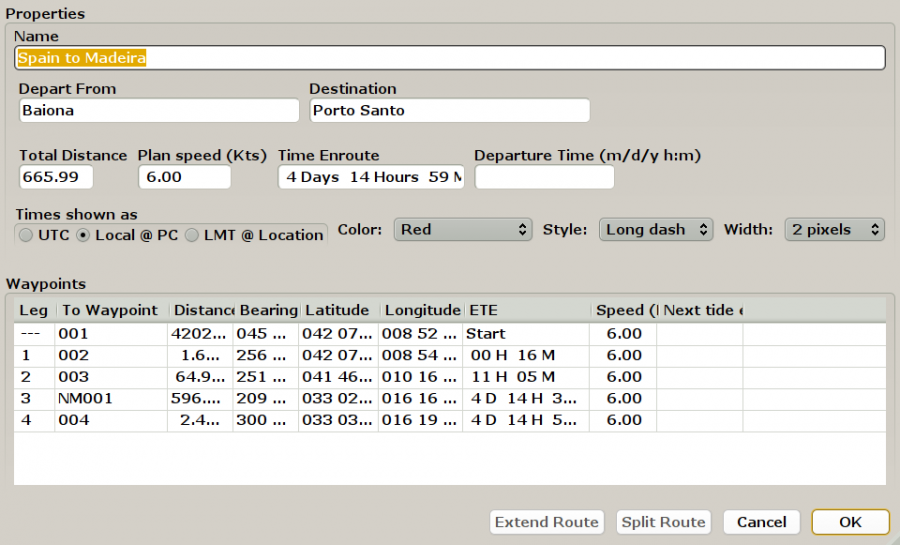 Properties
Name
Spain to Madeira
Depart From Destination
Baiona Porto Santo
Total Distance Plan speed (Kts) Time Enroute Departure Time (m/d/y h:m)
665.99 6.00 4 Days 14 Hours 59 M
Times shown as
UTC Local @ PC LMT @ Location Color: Red Style: Long dash Width: 2 pixels
Waypoints
Leg To Waypoint Distanc Bearing Latitude Longitude ETE Speed ( Next tide e
--- 001 4202... 045 ... 042 07... 008 52 ... Start 6.00
1 002 1.6... 256 ... 042 07... 008 54 ... 00 H 16 M 6.00
2 003 64.9... 251 ... 041 46... 010 16 ... 11 H 05 M 6.00
3 NM001 596.... 209 ... 033 02... 016 16 ... 4 D 14 H 3... 6.00
4 004 2.4... 300 ... 033 03... 016 19 ... 4 D 14 H 5... 6.00
Extend Route Split Route Cancel OK